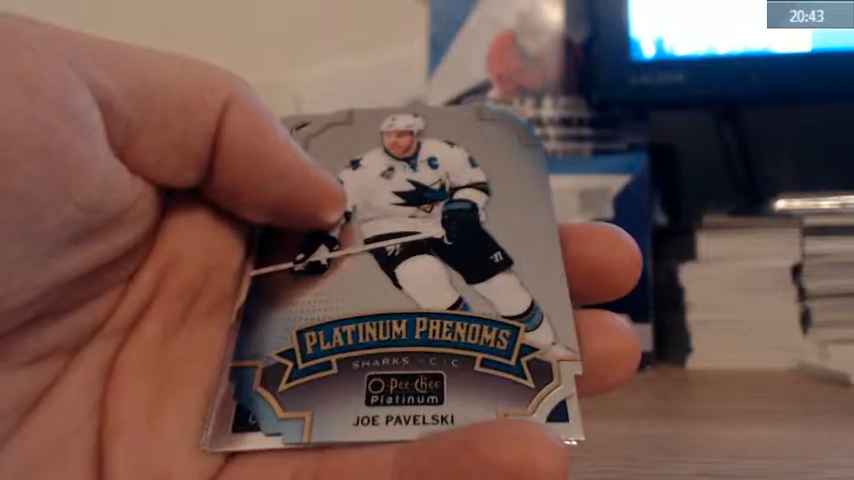 20:43
PLATINUM PHENOMS
SHARKS - C | C
O-Pee-Chee
Platinum
JOE PAVELSKI